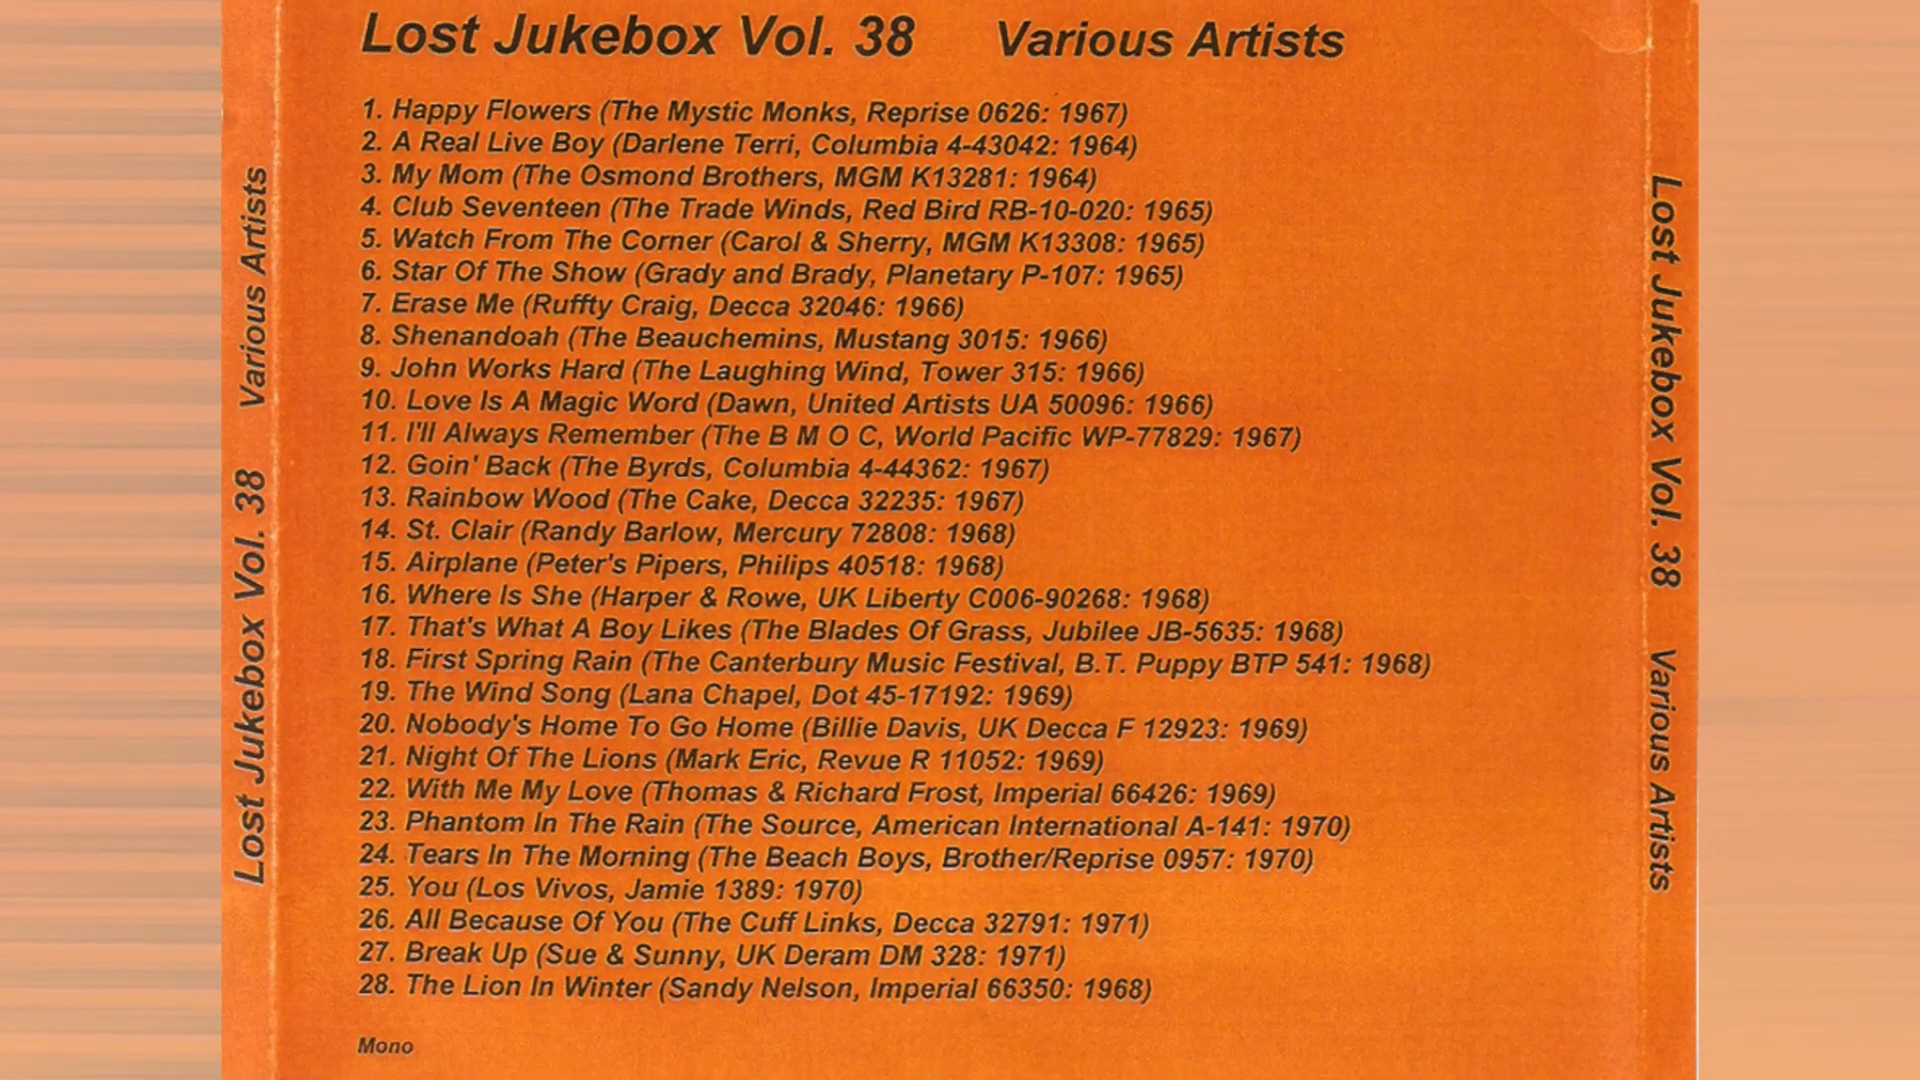 Lost Jukebox Vol. 38 Various Artists
1. Happy Flowers (The Mystic Monks, Reprise 0626: 1967)
2. A Real Live Boy (Darlene Terri, Columbia 4-43042: 1964)
3. My Mom (The Osmond Brothers, MGM K13281: 1964)
4. Club Seventeen (The Trade Winds, Red Bird RB-10-020: 1965)
5. Watch From The Corner (Carol & Sherry, MGM K13308: 1965)
6. Star Of The Show (Grady and Brady, Planetary P-107: 1965)
7. Erase Me (Ruffty Craig, Decca 32046: 1966)
8. Shenandoah (The Beauchemins, Mustang 3015: 1966)
9. John Works Hard (The Laughing Wind, Tower 315: 1966)
10. Love Is A Magic Word (Dawn, United Artists UA 50096: 1966)
11. I'll Always Remember (The B M O C, World Pacific WP-77829: 1967)
12. Goin' Back (The Byrds, Columbia 4-44362: 1967)
13. Rainbow Wood (The Cake, Decca 32235: 1967)
14. St. Clair (Randy Barlow, Mercury 72808: 1968)
15. Airplane (Peter's Pipers, Philips 40518: 1968)
16. Where Is She (Harper & Rowe, UK Liberty C006-90268: 1968)
17. That's What A Boy Likes (The Blades Of Grass, Jubilee JB-5635: 1968)
18. First Spring Rain (The Canterbury Music Festival, B.T. Puppy BTP 541: 1968)
19. The Wind Song (Lana Chapel, Dot 45-17192: 1969)
20. Nobody's Home To Go Home (Billie Davis, UK Decca F 12923: 1969)
21. Night Of The Lions (Mark Eric, Revue R 11052: 1969)
22. With Me My Love (Thomas & Richard Frost, Imperial 66426: 1969)
23. Phantom In The Rain (The Source, American International A-141: 1970)
24. Tears In The Morning (The Beach Boys, Brother/Reprise 0957: 1970)
25. You (Los Vivos, Jamie 1389: 1970)
26. All Because Of You (The Cuff Links, Decca 32791: 1971)
27. Break Up (Sue & Sunny, UK Deram DM 328: 1971)
28. The Lion In Winter (Sandy Nelson, Imperial 66350: 1968)
Mono
Lost Jukebox Vol. 38 Various Artists
Lost Jukebox Vol. 38 Various Artists